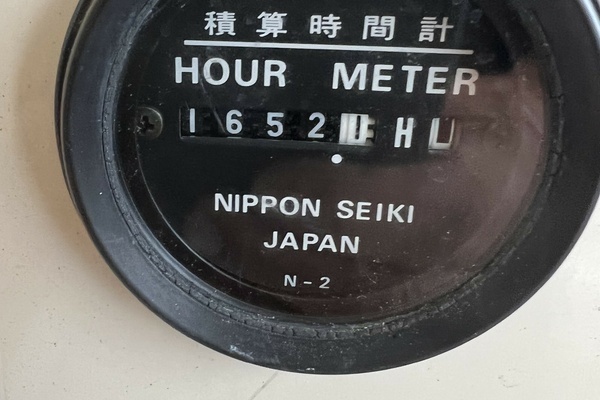 積算時間計
HOUR METER
1652 H
NIPPON SEIKI
JAPAN
N-2